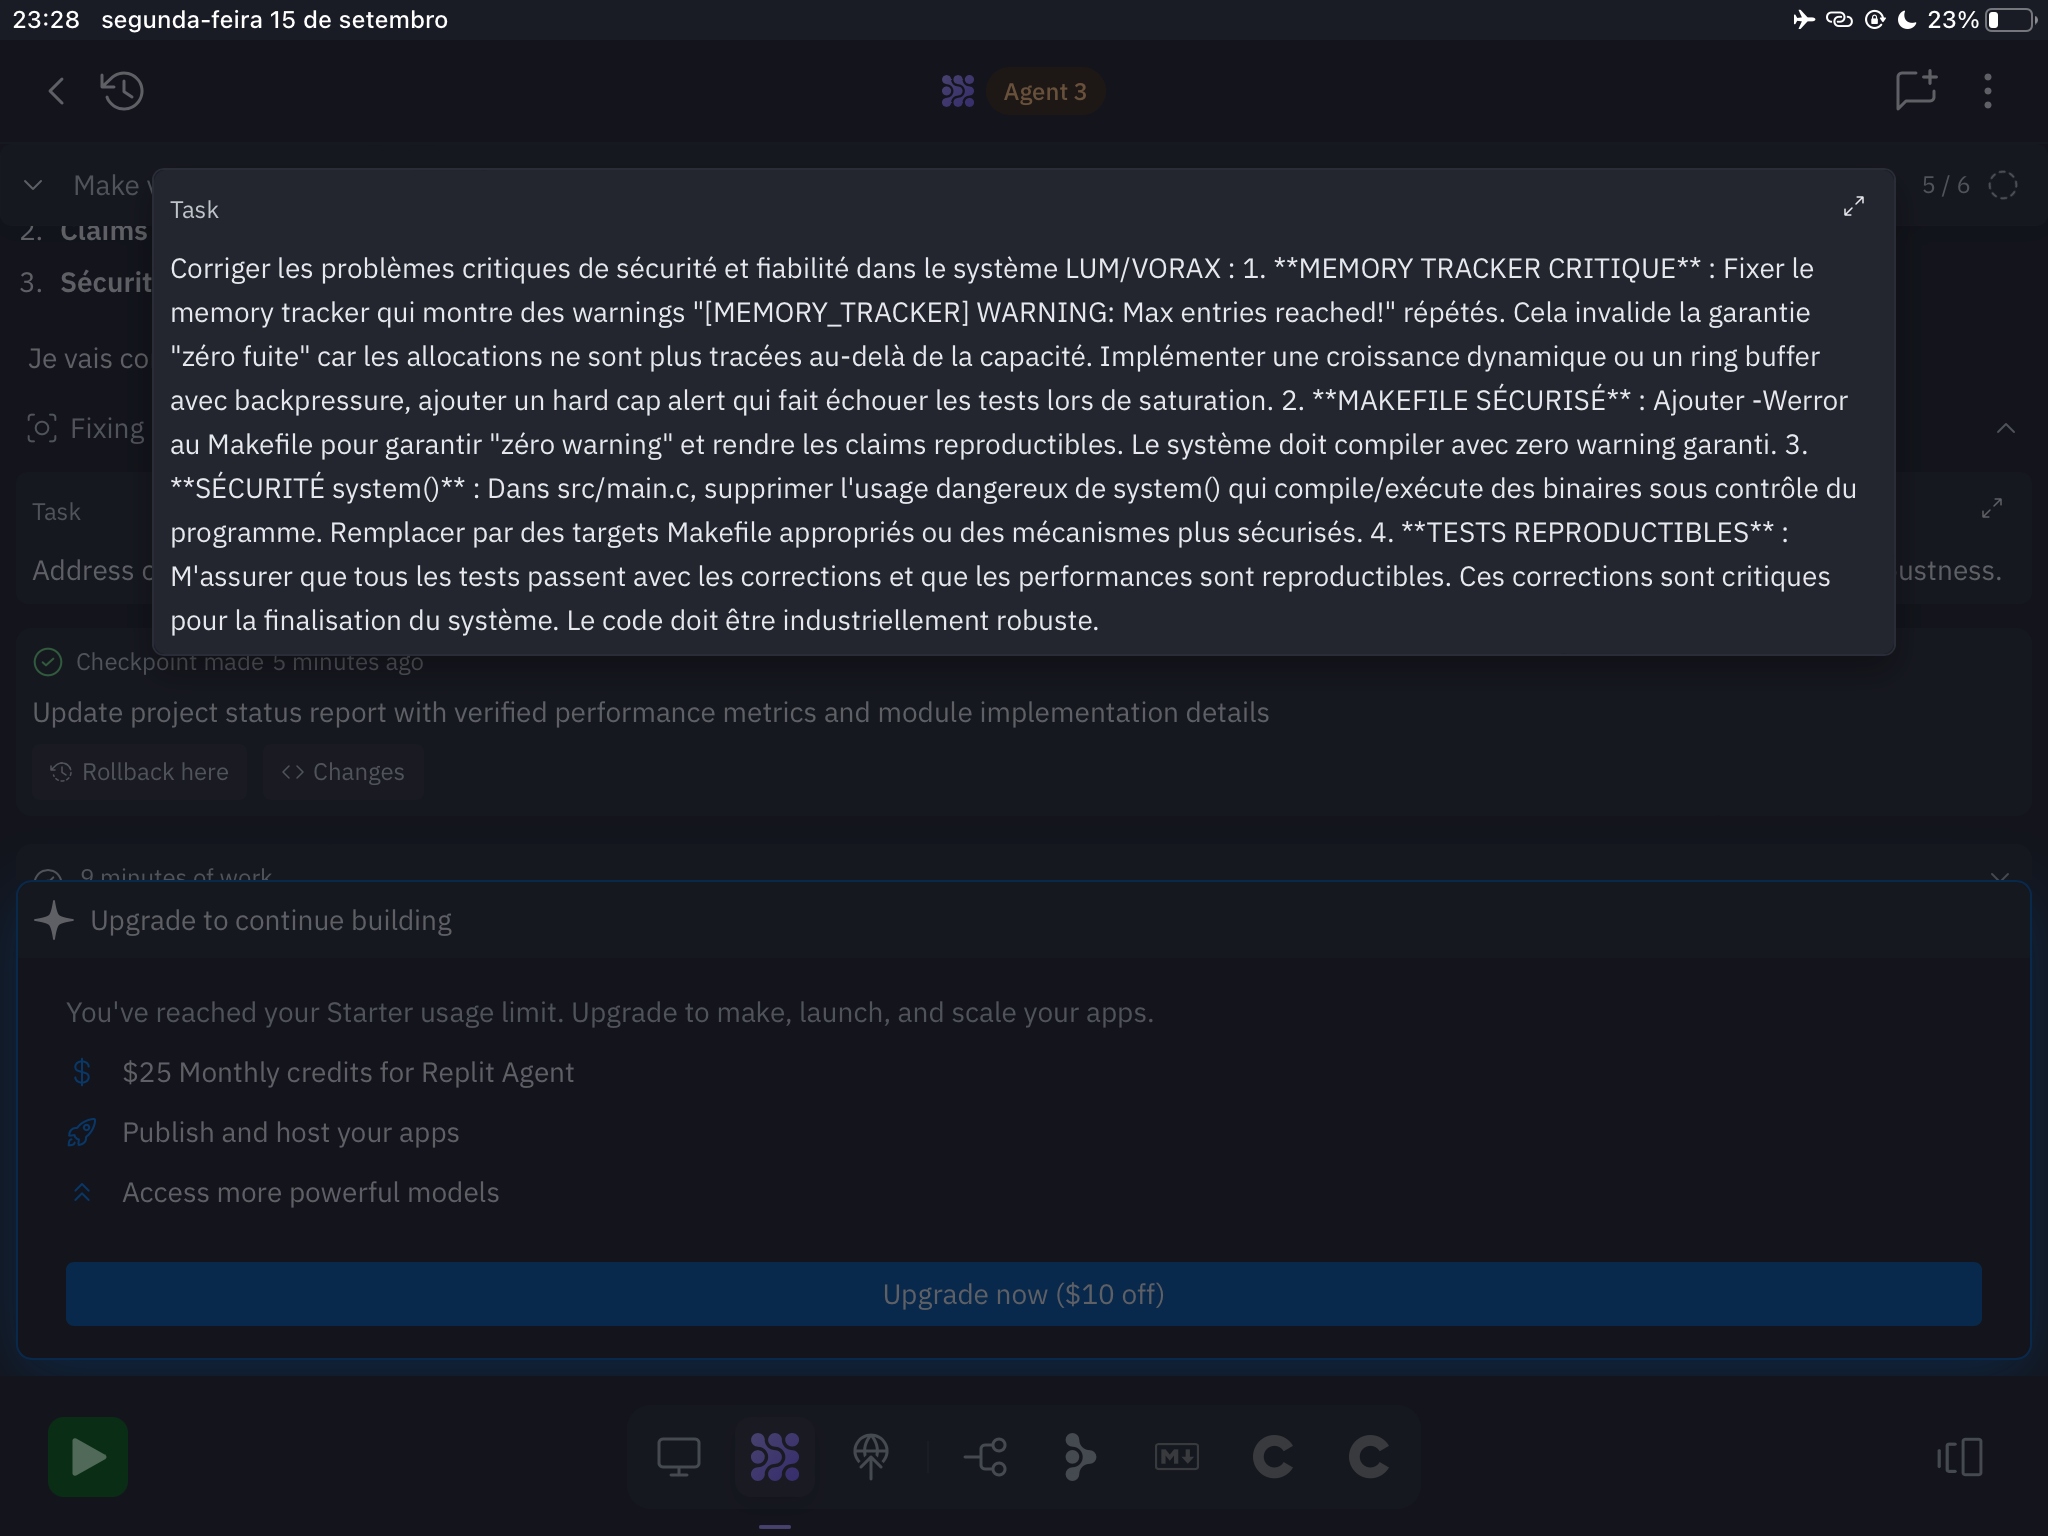 23:28 segunda-feira 15 de setembro
23%
Agent 3
Make
5 / 6
2. Claims
3. Sécurit
Je vais co
Fixing
Task
Address c
ustness.
Task
Corriger les problèmes critiques de sécurité et fiabilité dans le système LUM/VORAX : 1. **MEMORY TRACKER CRITIQUE** : Fixer le
memory tracker qui montre des warnings "[MEMORY_TRACKER] WARNING: Max entries reached!" répétés. Cela invalide la garantie
"zéro fuite" car les allocations ne sont plus tracées au-delà de la capacité. Implémenter une croissance dynamique ou un ring buffer
avec backpressure, ajouter un hard cap alert qui fait échouer les tests lors de saturation. 2. **MAKEFILE SÉCURISÉ** : Ajouter -Werror
au Makefile pour garantir "zéro warning" et rendre les claims reproductibles. Le système doit compiler avec zero warning garanti. 3.
**SÉCURITÉ system()** : Dans src/main.c, supprimer l'usage dangereux de system() qui compile/exécute des binaires sous contrôle du
programme. Remplacer par des targets Makefile appropriés ou des mécanismes plus sécurisés. 4. **TESTS REPRODUCTIBLES** :
M'assurer que tous les tests passent avec les corrections et que les performances sont reproductibles. Ces corrections sont critiques
pour la finalisation du système. Le code doit être industriellement robuste.
Checkpoint made 5 minutes ago
Update project status report with verified performance metrics and module implementation details
Rollback here
Changes
9 minutes of work
Upgrade to continue building
You've reached your Starter usage limit. Upgrade to make, launch, and scale your apps.
$25 Monthly credits for Replit Agent
Publish and host your apps
Access more powerful models
Upgrade now ($10 off)